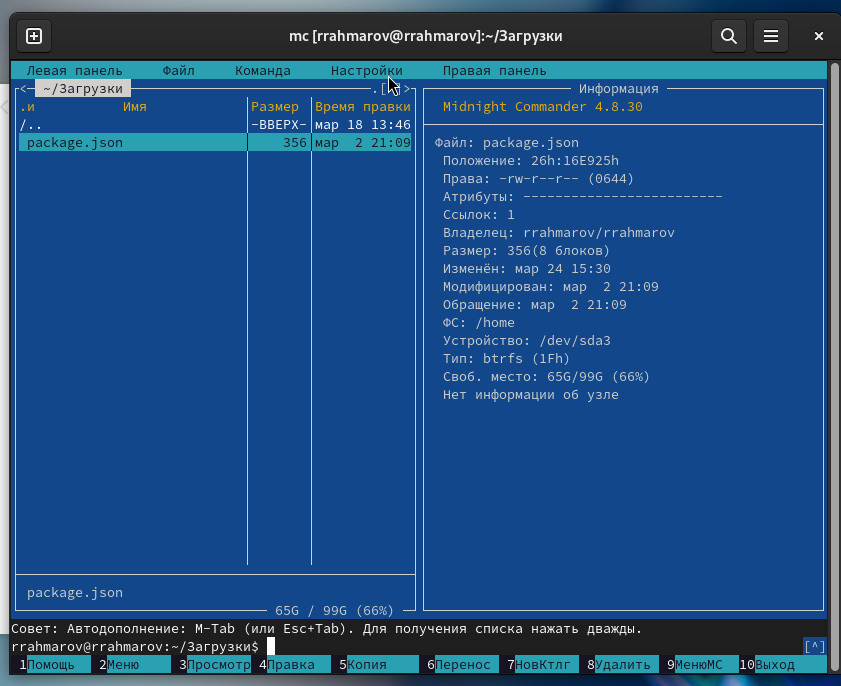 mc [rrahmarov@rrahmarov]:~/Загрузки
Левая панель Файл Команда Настройки Правая панель
~/Загрузки
.и Имя Размер Время правки
/.. -ВВЕРХ- мар 18 13:46
package.json 356 мар 2 21:09
package.json
65G / 99G (66%)
Информация
Midnight Commander 4.8.30
Файл: package.json
Положение: 26h:16E925h
Права: -rw-r--r-- (0644)
Атрибуты: -------------------------
Ссылок: 1
Владелец: rrahmarov/rrahmarov
Размер: 356(8 блоков)
Изменён: мар 24 15:30
Модифицирован: мар 2 21:09
Обращение: мар 2 21:09
ФС: /home
Устройство: /dev/sda3
Тип: btrfs (1Fh)
Своб. место: 65G/99G (66%)
Нет информации об узле
Совет: Автодополнение: M-Tab (или Esc+Tab). Для получения списка нажать дважды.
rrahmarov@rrahmarov:~/Загрузки$ [^]
1Помощь 2Меню 3Просмотр 4Правка 5Копия 6Перенос 7НовКтлг 8Удалить 9МенюМС 10Выход